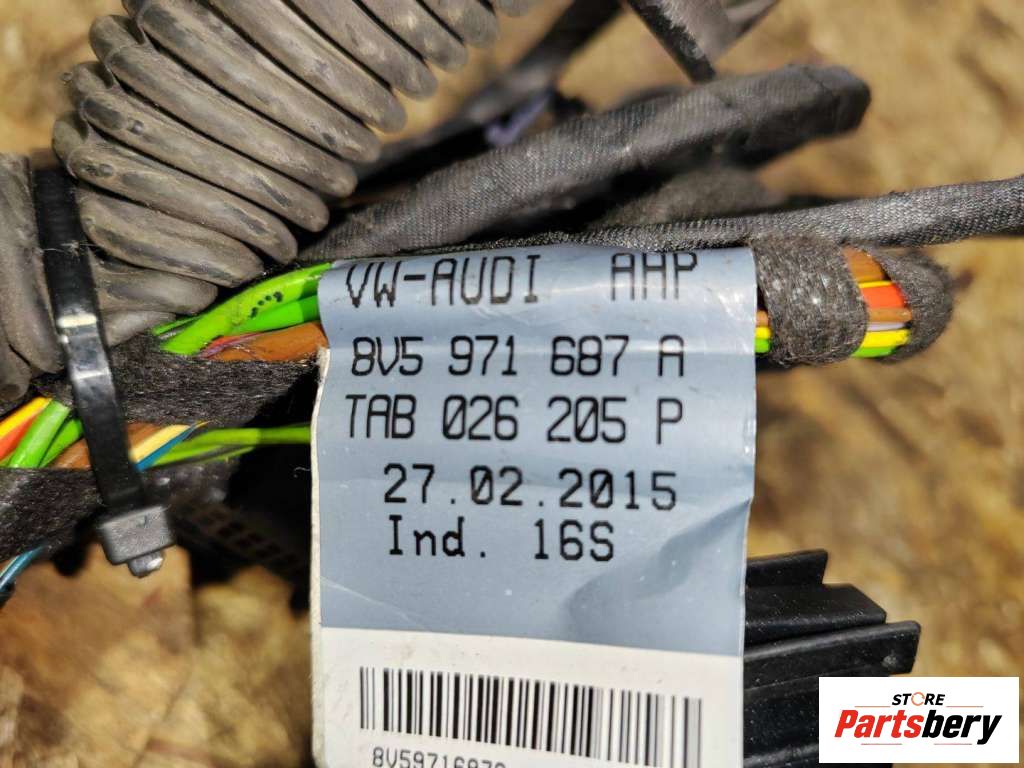 VW-AUDI AHP
8V5 971 687 A
TAB 026 205 P
27.02.2015
Ind. 16S
STORE
Partsbery